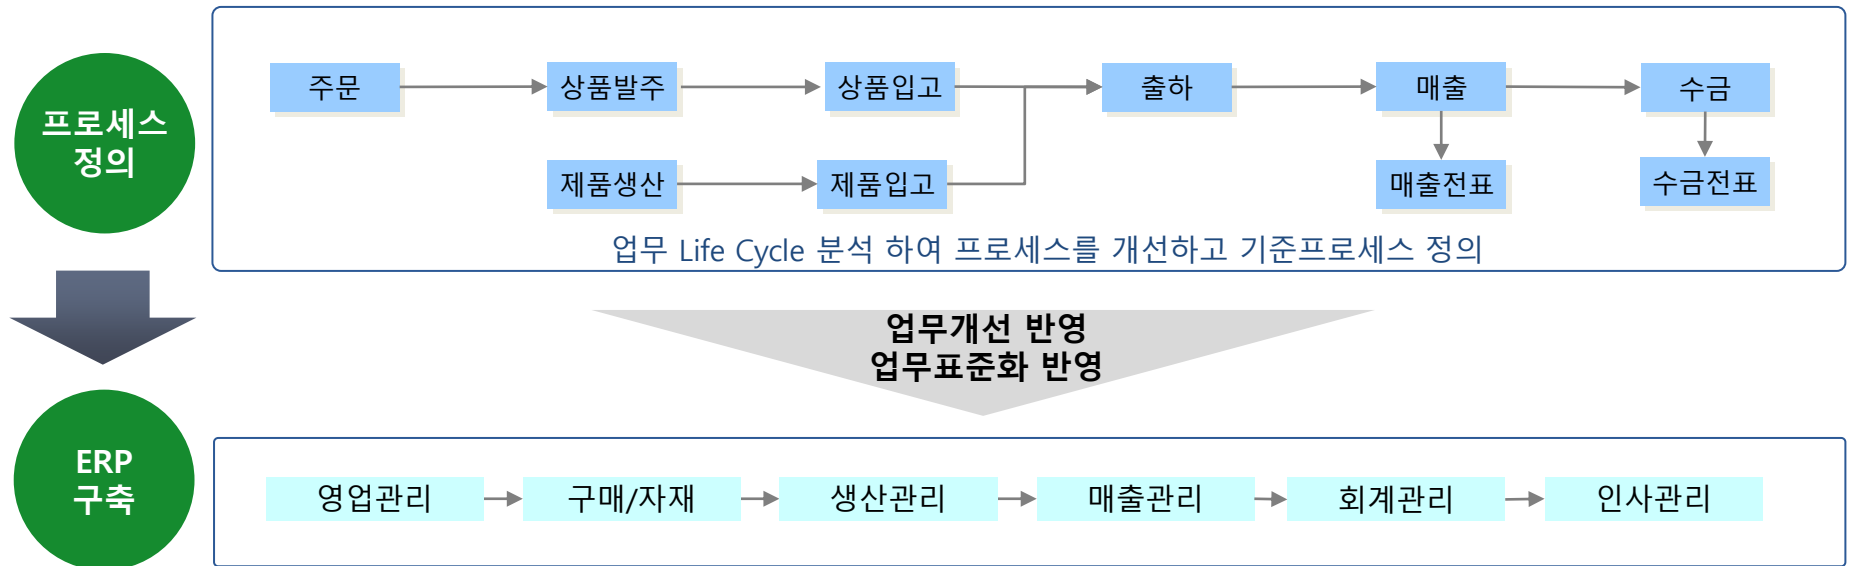 프로세스
정의
주문
상품발주
상품입고
출하
매출
수금
제품생산
제품입고
매출전표
수금전표
업무 Life Cycle 분석 하여 프로세스를 개선하고 기준프로세스 정의
업무개선 반영
업무표준화 반영
ERP
구축
영업관리
구매/자재
생산관리
매출관리
회계관리
인사관리